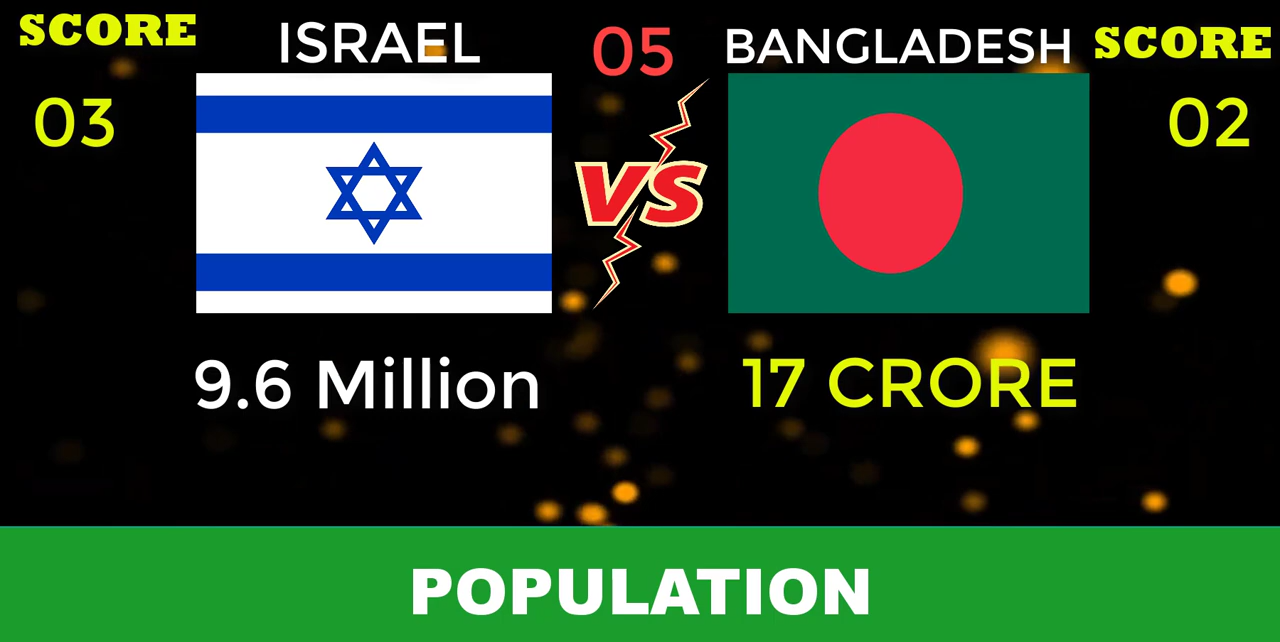 SCORE
ISRAEL
05
BANGLADESH
SCORE
03
02
VS
9.6 Million
17 CRORE
POPULATION